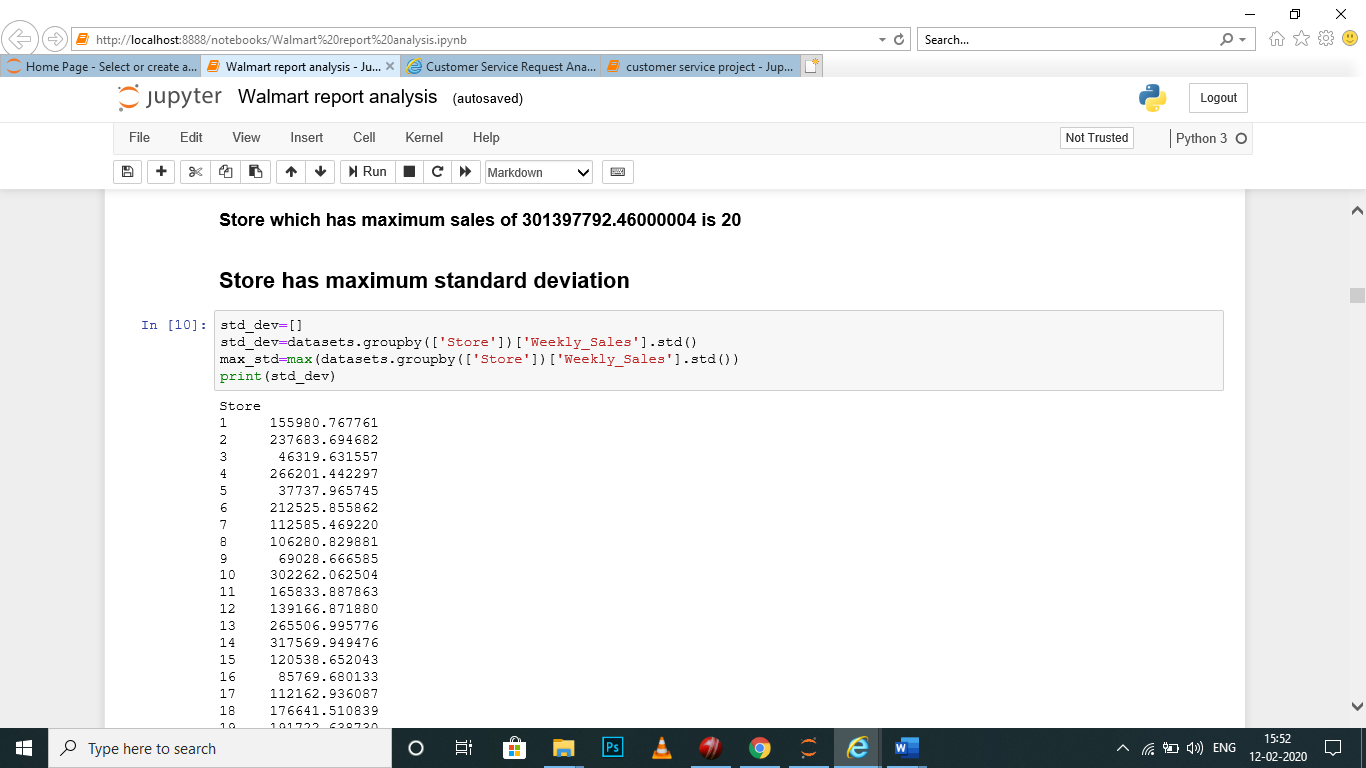 http://localhost:8888/notebooks/Walmart%20report%20analysis.ipynb
Search...
Home Page - Select or create a...
Walmart report analysis - Ju...
Customer Service Request Ana...
customer service project - Jup...
jupyter Walmart report analysis (autosaved)
Logout
File Edit View Insert Cell Kernel Help
Not Trusted
Python 3
Run
Markdown
Store which has maximum sales of 301397792.46000004 is 20
Store has maximum standard deviation
In [10]:
std_dev=[]
std_dev=datasets.groupby(['Store'])['Weekly_Sales'].std()
max_std=max(datasets.groupby(['Store'])['Weekly_Sales'].std())
print(std_dev)
Store
1 155980.767761
2 237683.694682
3 46319.631557
4 266201.442297
5 37737.965745
6 212525.855862
7 112585.469220
8 106280.829881
9 69028.666585
10 302262.062504
11 165833.887863
12 139166.871880
13 265506.995776
14 317569.949476
15 120538.652043
16 85769.680133
17 112162.936087
18 176641.510839
19 191722.638730
Type here to search
Ps
W
ENG
15:52
12-02-2020